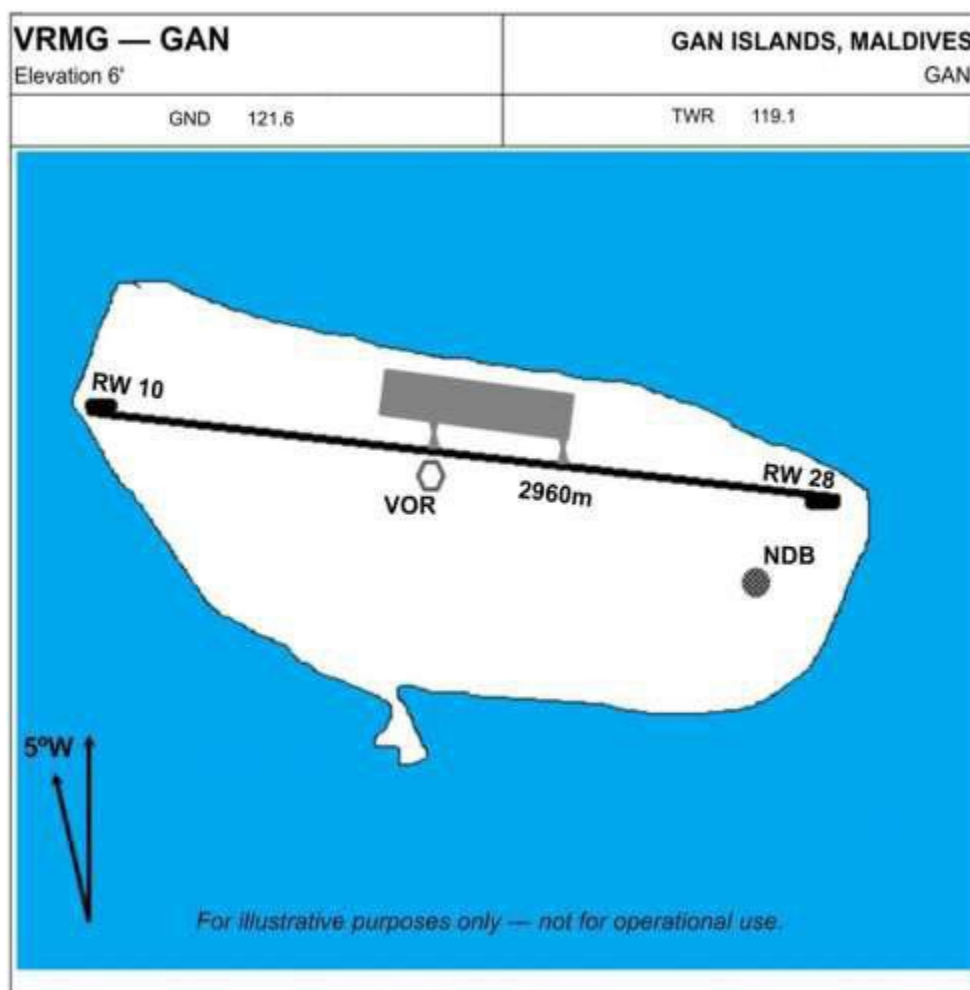 VRMG — GAN
Elevation 6'
GAN ISLANDS, MALDIVES
GAN
GND 121.6
TWR 119.1
RW 10
RW 28
2960m
VOR
NDB
5ºW
For illustrative purposes only — not for operational use.